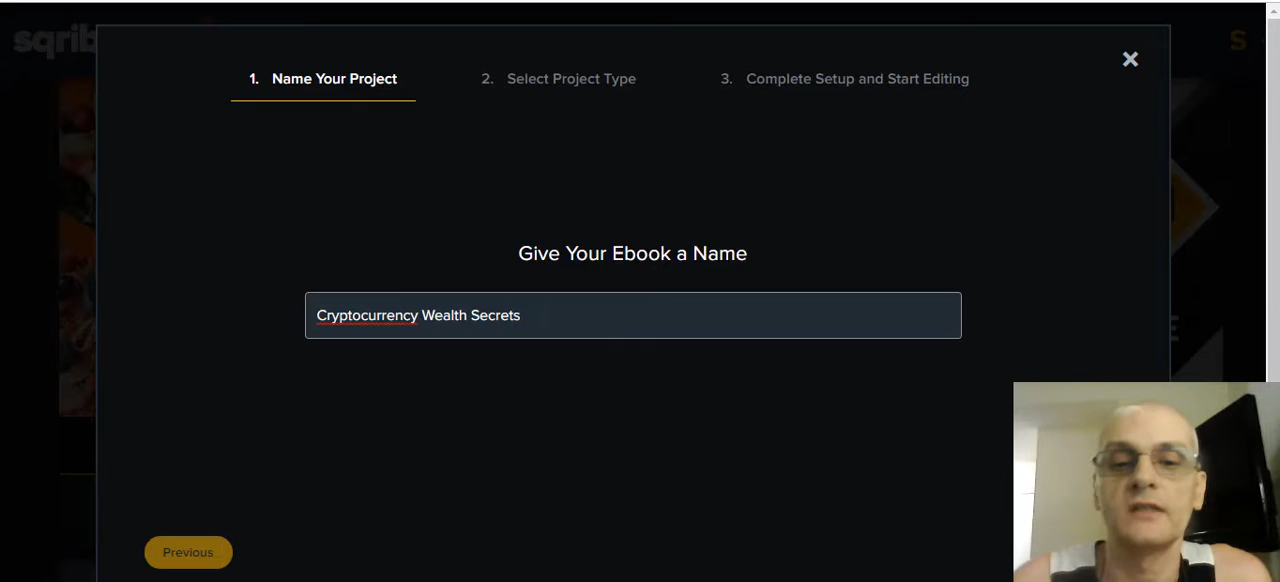 sqrib
S
1. Name Your Project
2. Select Project Type
3. Complete Setup and Start Editing
Give Your Ebook a Name
Cryptocurrency Wealth Secrets
E
Previous